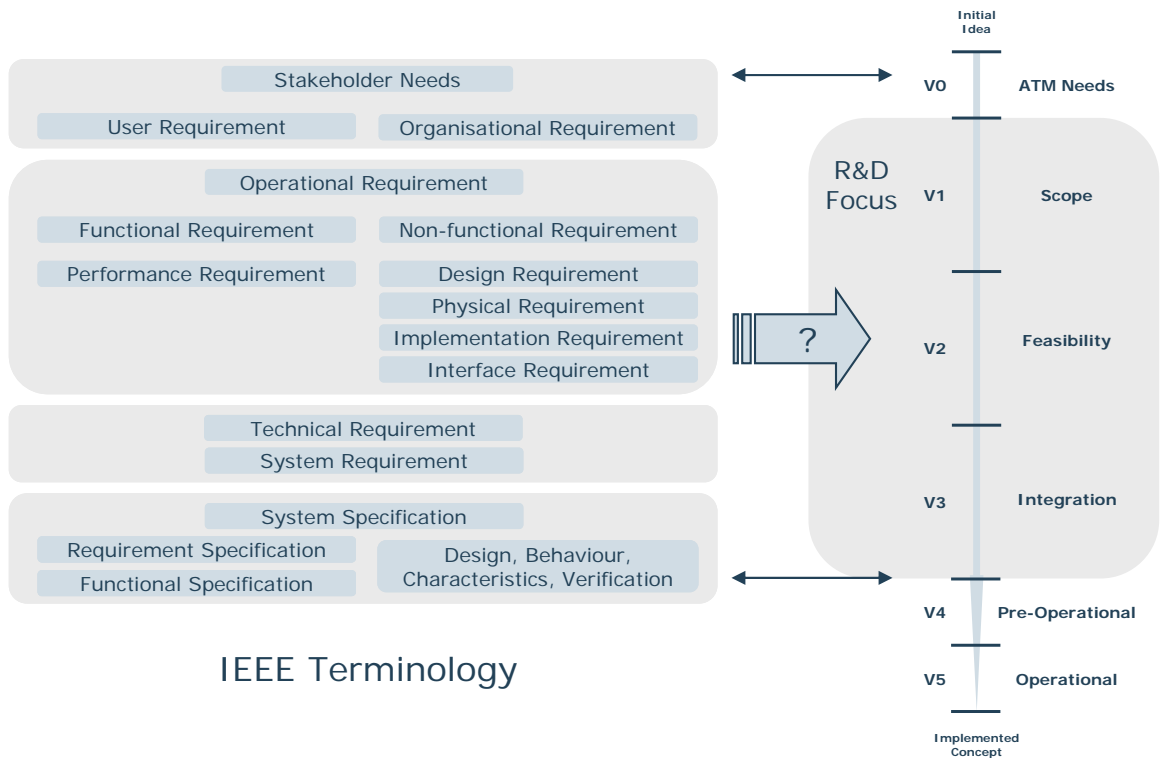 Stakeholder Needs
User Requirement
Organisational Requirement
Operational Requirement
Functional Requirement
Non-functional Requirement
Performance Requirement
Design Requirement
Physical Requirement
Implementation Requirement
Interface Requirement
Technical Requirement
System Requirement
System Specification
Requirement Specification
Functional Specification
Design, Behaviour,
Characteristics, Verification
IEEE Terminology
?
Initial
Idea
V0
ATM Needs
R&D
Focus
V1
Scope
V2
Feasibility
V3
Integration
V4
Pre-Operational
V5
Operational
Implemented
Concept